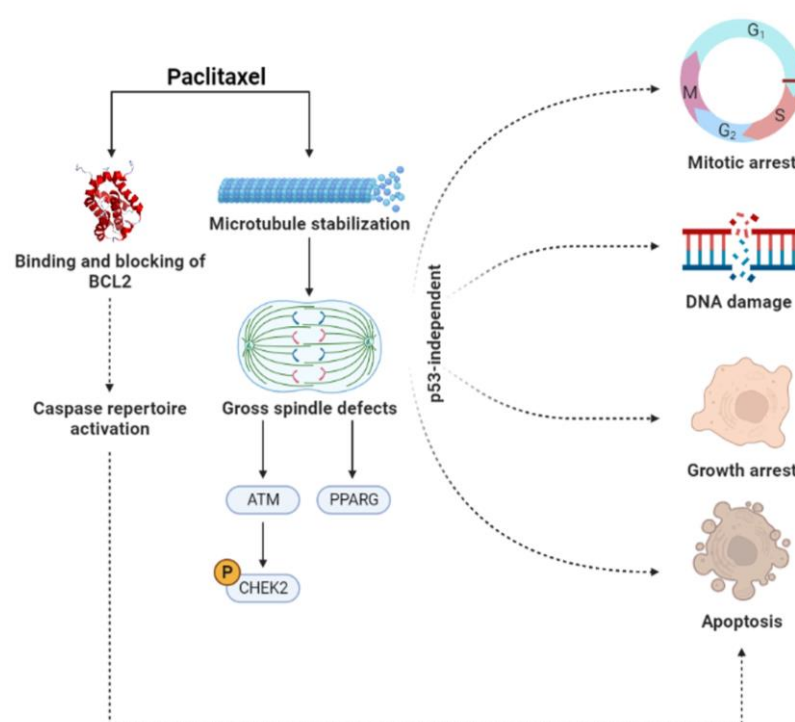 Paclitaxel
Binding and blocking of
BCL2
Caspase repertoire
activation
Microtubule stabilization
Gross spindle defects
ATM
PPARG
P
CHEK2
p53-independent
G₁
M
G₂
S
Mitotic arrest
DNA damage
Growth arrest
Apoptosis